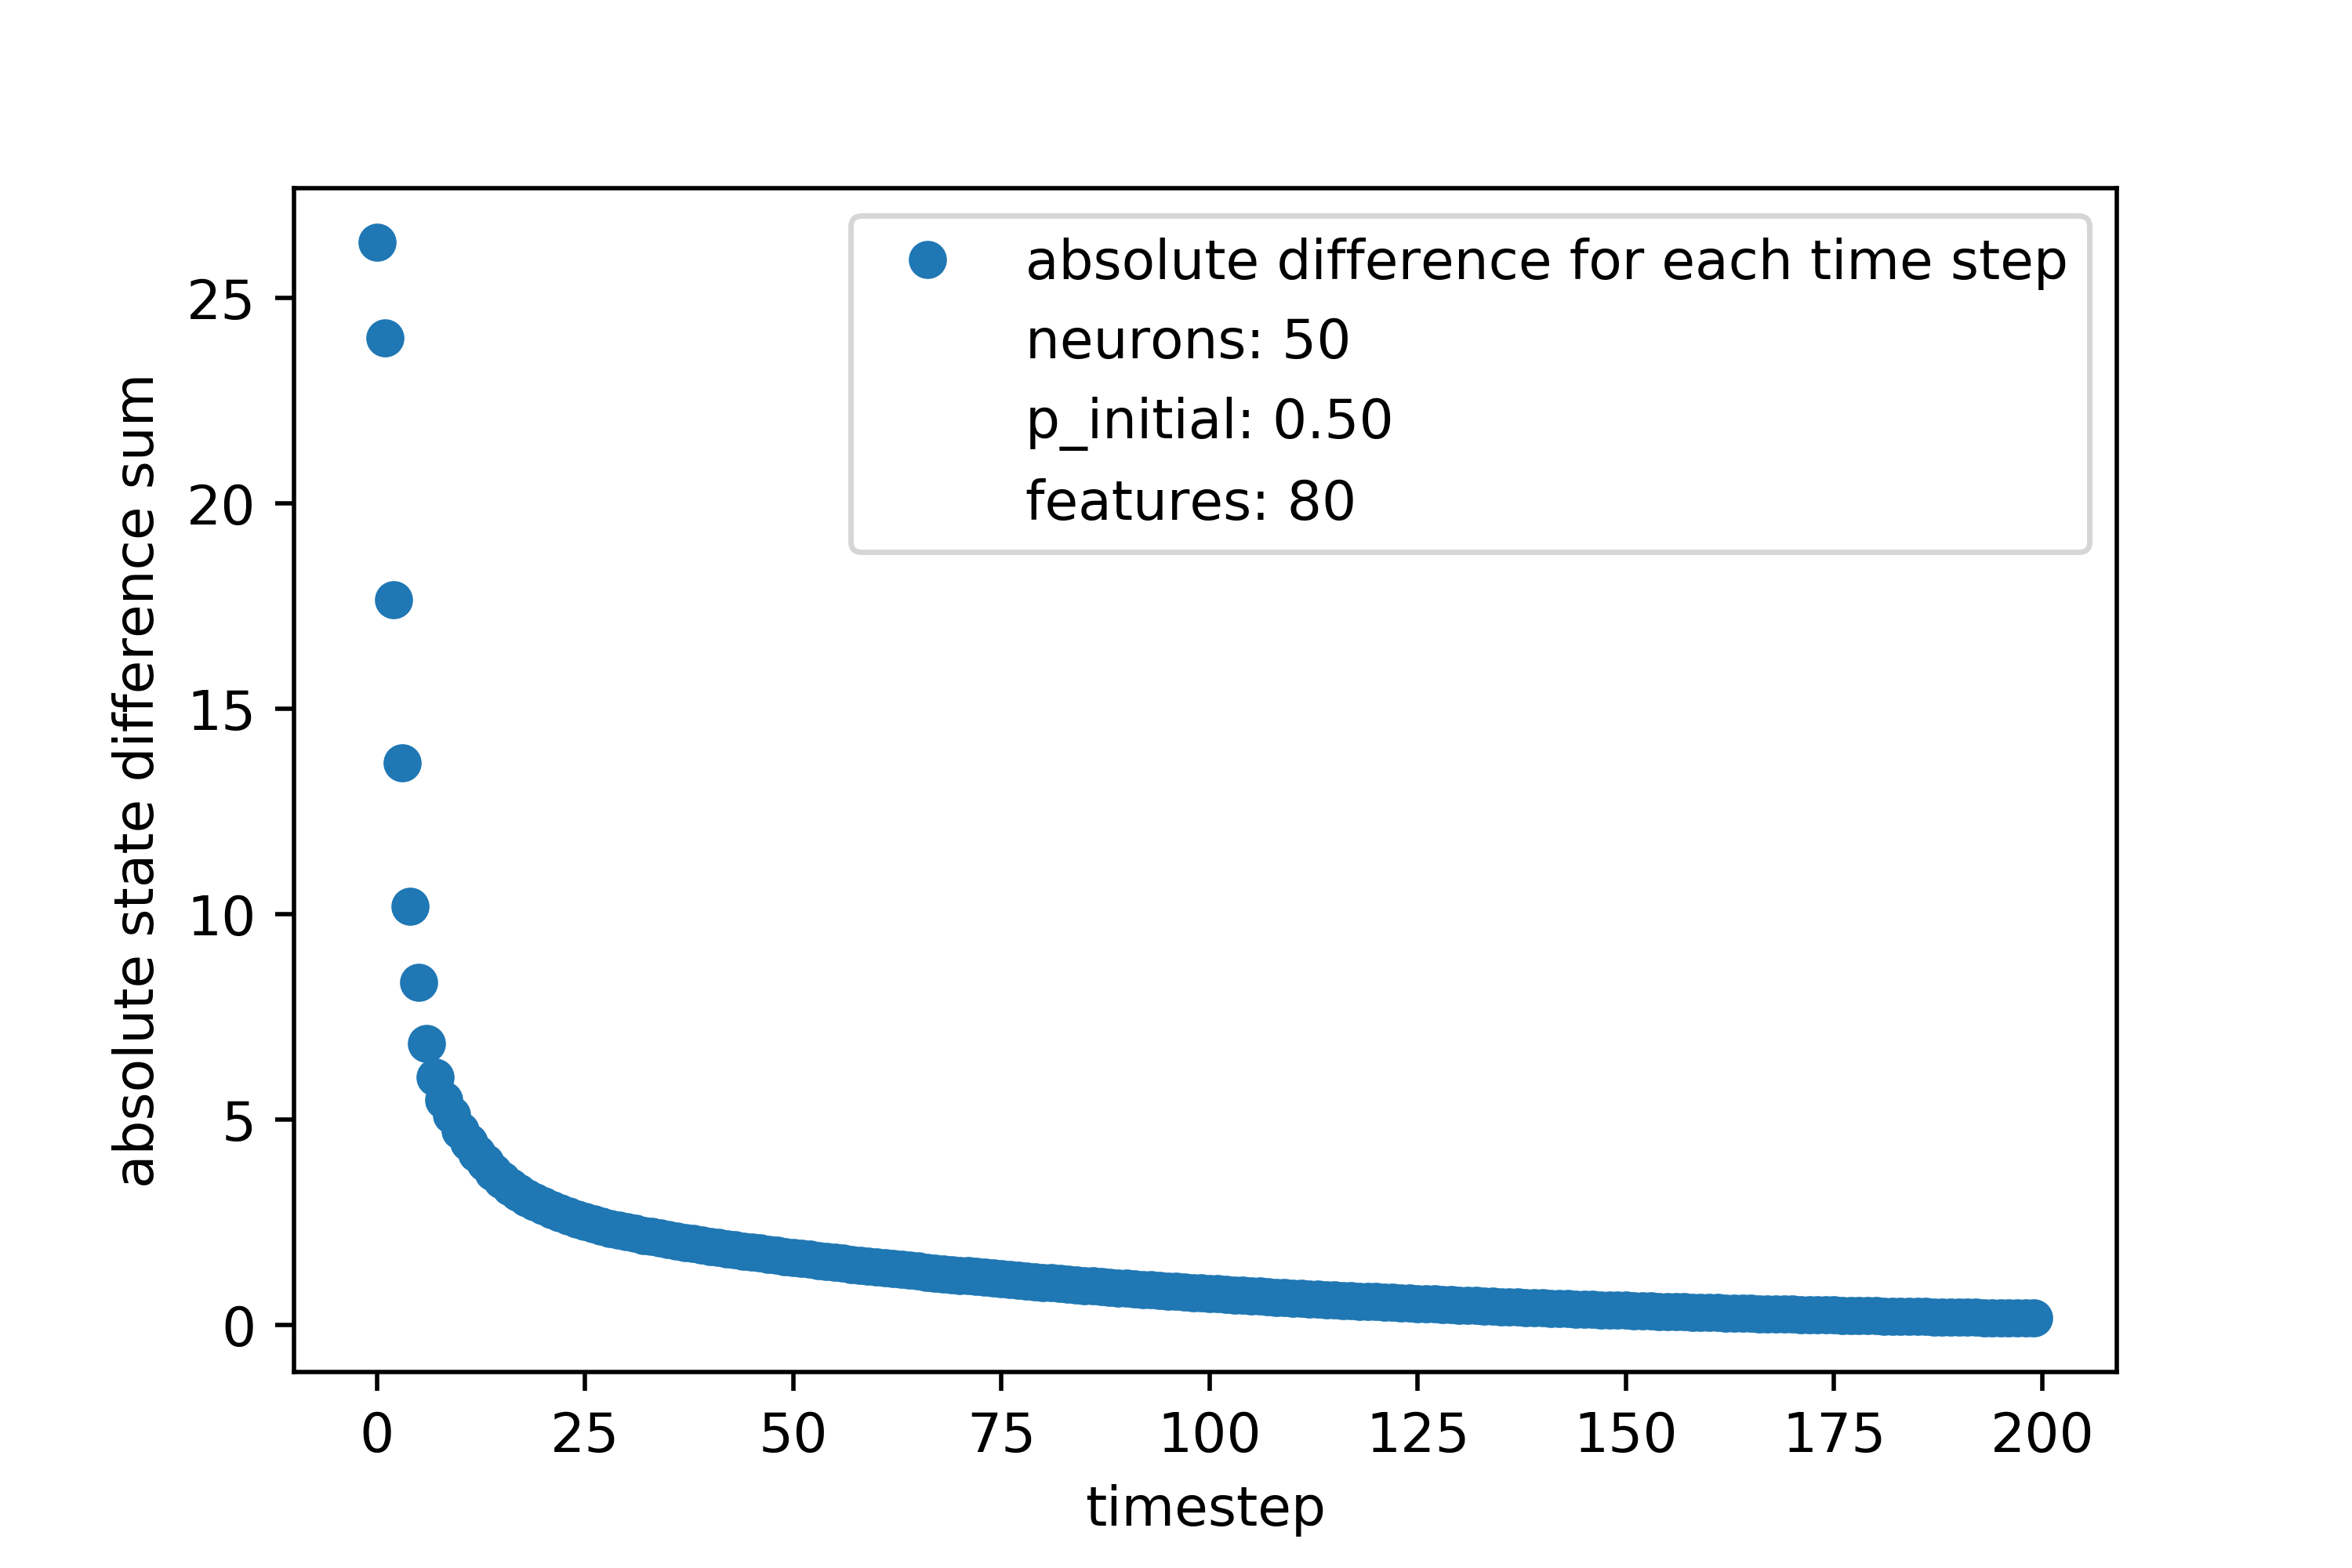 absolute difference for each time step
neurons: 50
p_initial: 0.50
features: 80
absolute state difference sum
25
20
15
10
5
0
0 25 50 75 100 125 150 175 200
timestep